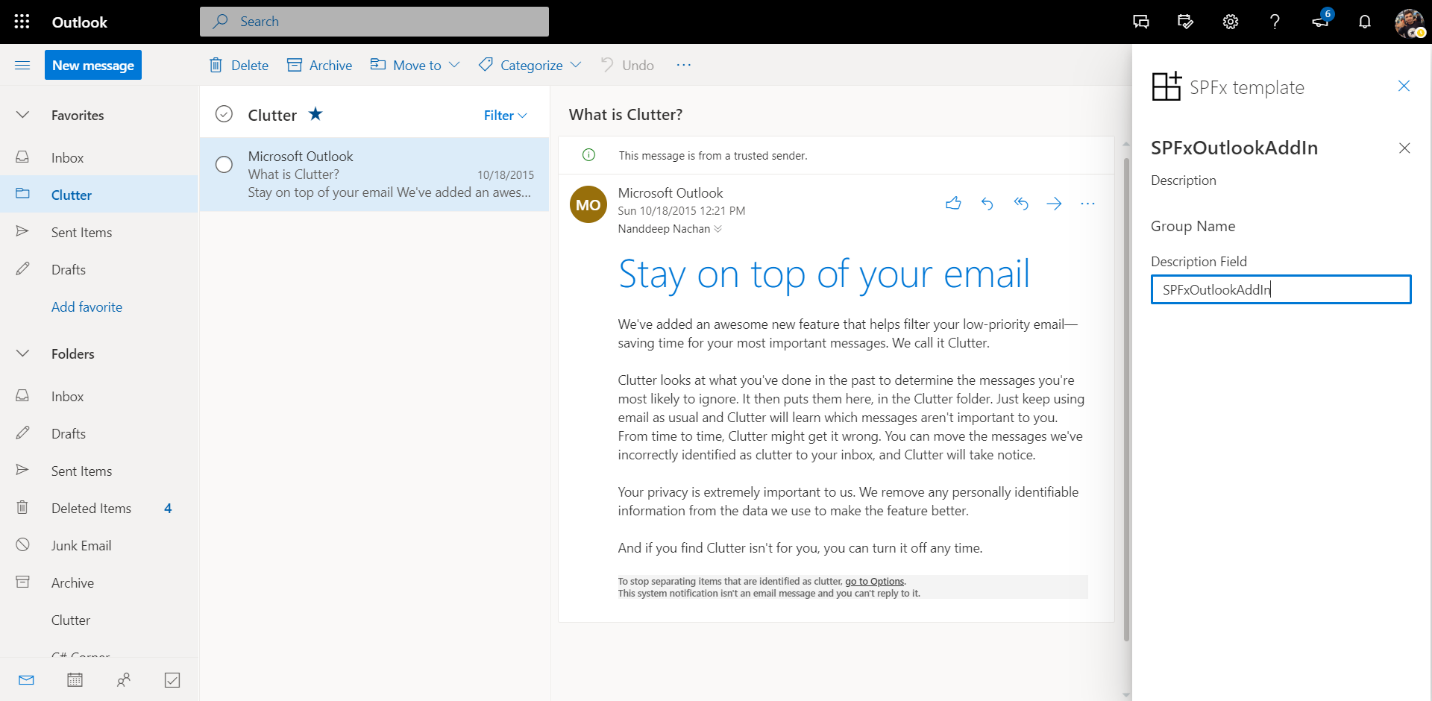 Outlook
Search
6
New message
Delete
Archive
Move to
Categorize
Undo
Favorites
Inbox
Clutter
Sent Items
Drafts
Add favorite
Folders
Inbox
Drafts
Sent Items
Deleted Items 4
Junk Email
Archive
Clutter
C# Corner
Clutter
Filter
Microsoft Outlook
What is Clutter? 10/18/2015
Stay on top of your email We've added an awes...
What is Clutter?
This message is from a trusted sender.
MO
Microsoft Outlook
Sun 10/18/2015 12:21 PM
Nanddeep Nachan
Stay on top of your email
We've added an awesome new feature that helps filter your low-priority email—
saving time for your most important messages. We call it Clutter.
Clutter looks at what you've done in the past to determine the messages you're
most likely to ignore. It then puts them here, in the Clutter folder. Just keep using
email as usual and Clutter will learn which messages aren't important to you.
From time to time, Clutter might get it wrong. You can move the messages we've
incorrectly identified as clutter to your inbox, and Clutter will take notice.
Your privacy is extremely important to us. We remove any personally identifiable
information from the data we use to make the feature better.
And if you find Clutter isn't for you, you can turn it off any time.
To stop separating items that are identified as clutter, go to Options.
This system notification isn't an email message and you can't reply to it.
SPFx template
SPFxOutlookAddIn
Description
Group Name
Description Field
SPFxOutlookAddIn